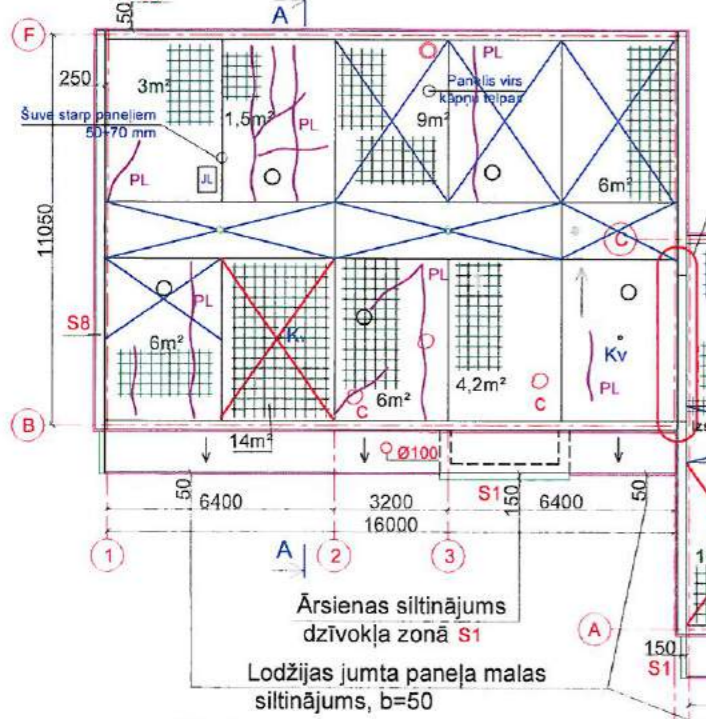 50
A
F
250
3m²
1,5m²
PL
PL
Panelis virs
kāpņu telpas
9m²
PL
6m²
Šuve starp paneļiem
50÷70 mm
PL
JL
11050
C
S8
PL
6m²
Kv
PL
6m²
4,2m²
Kv
PL
C
C
B
14m²
Ø100
50
S1
150
50
6400
3200
6400
16000
1
2
3
A
Ārsienas siltinājums
dzīvokļa zonā S1
A
150
S1
Lodžijas jumta paneļa malas
siltinājums, b=50